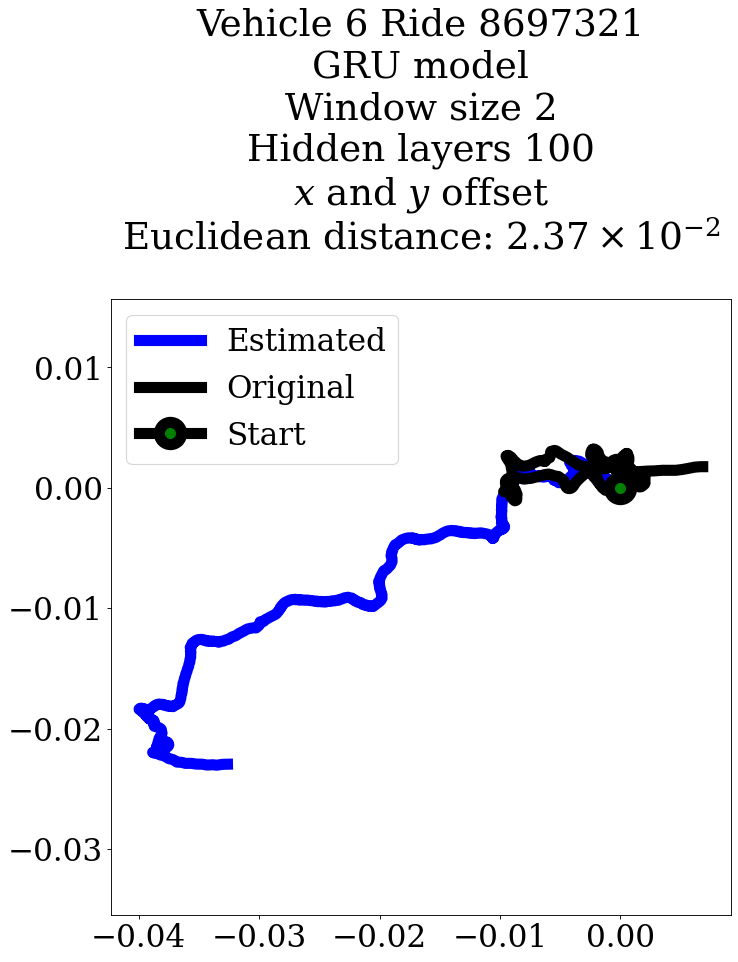 Vehicle 6 Ride 8697321
GRU model
Window size 2
Hidden layers 100
x and y offset
Euclidean distance: 2.37 × 10⁻²
Estimated
Original
Start
0.01
0.00
−0.01
−0.02
−0.03
−0.04 −0.03 −0.02 −0.01 0.00